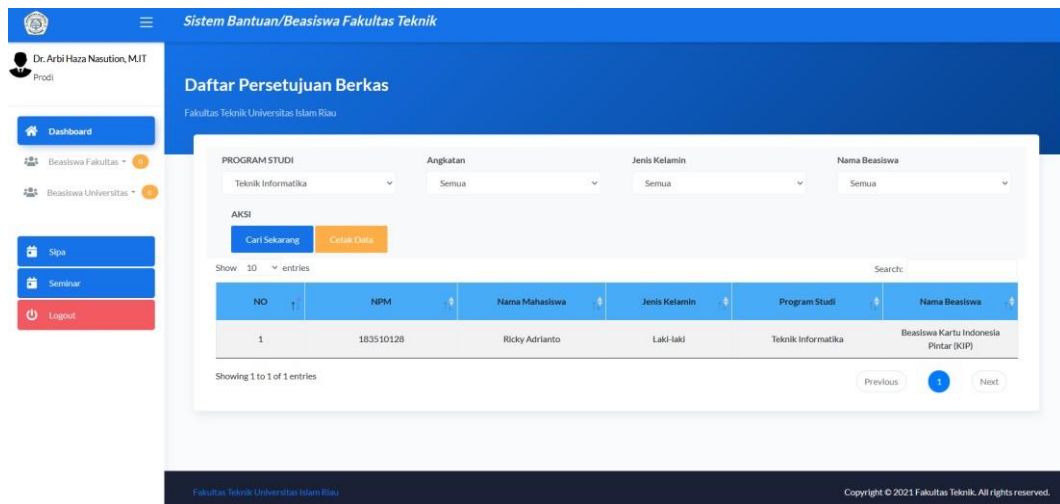 Sistem Bantuan/Beasiswa Fakultas Teknik
Dr. Arbi Haza Nasution, M.IT
Prodi
Dashboard
Beasiswa Fakultas
Beasiswa Universitas
Sipa
Seminar
Logout
Daftar Persetujuan Berkas
Fakultas Teknik Universitas Islam Riau
PROGRAM STUDI Angkatan Jenis Kelamin Nama Beasiswa
Teknik Informatika Semua Semua Semua
AKSI
Cari Sekarang Cetak Data
Show 10 entries Search:
NO NPM Nama Mahasiswa Jenis Kelamin Program Studi Nama Beasiswa
1 183510128 Ricky Adrianto Laki-laki Teknik Informatika Beasiswa Kartu Indonesia
Pintar (KIP)
Showing 1 to 1 of 1 entries
Previous 1 Next
Fakultas Teknik Universitas Islam Riau Copyright © 2021 Fakultas Teknik. All rights reserved.